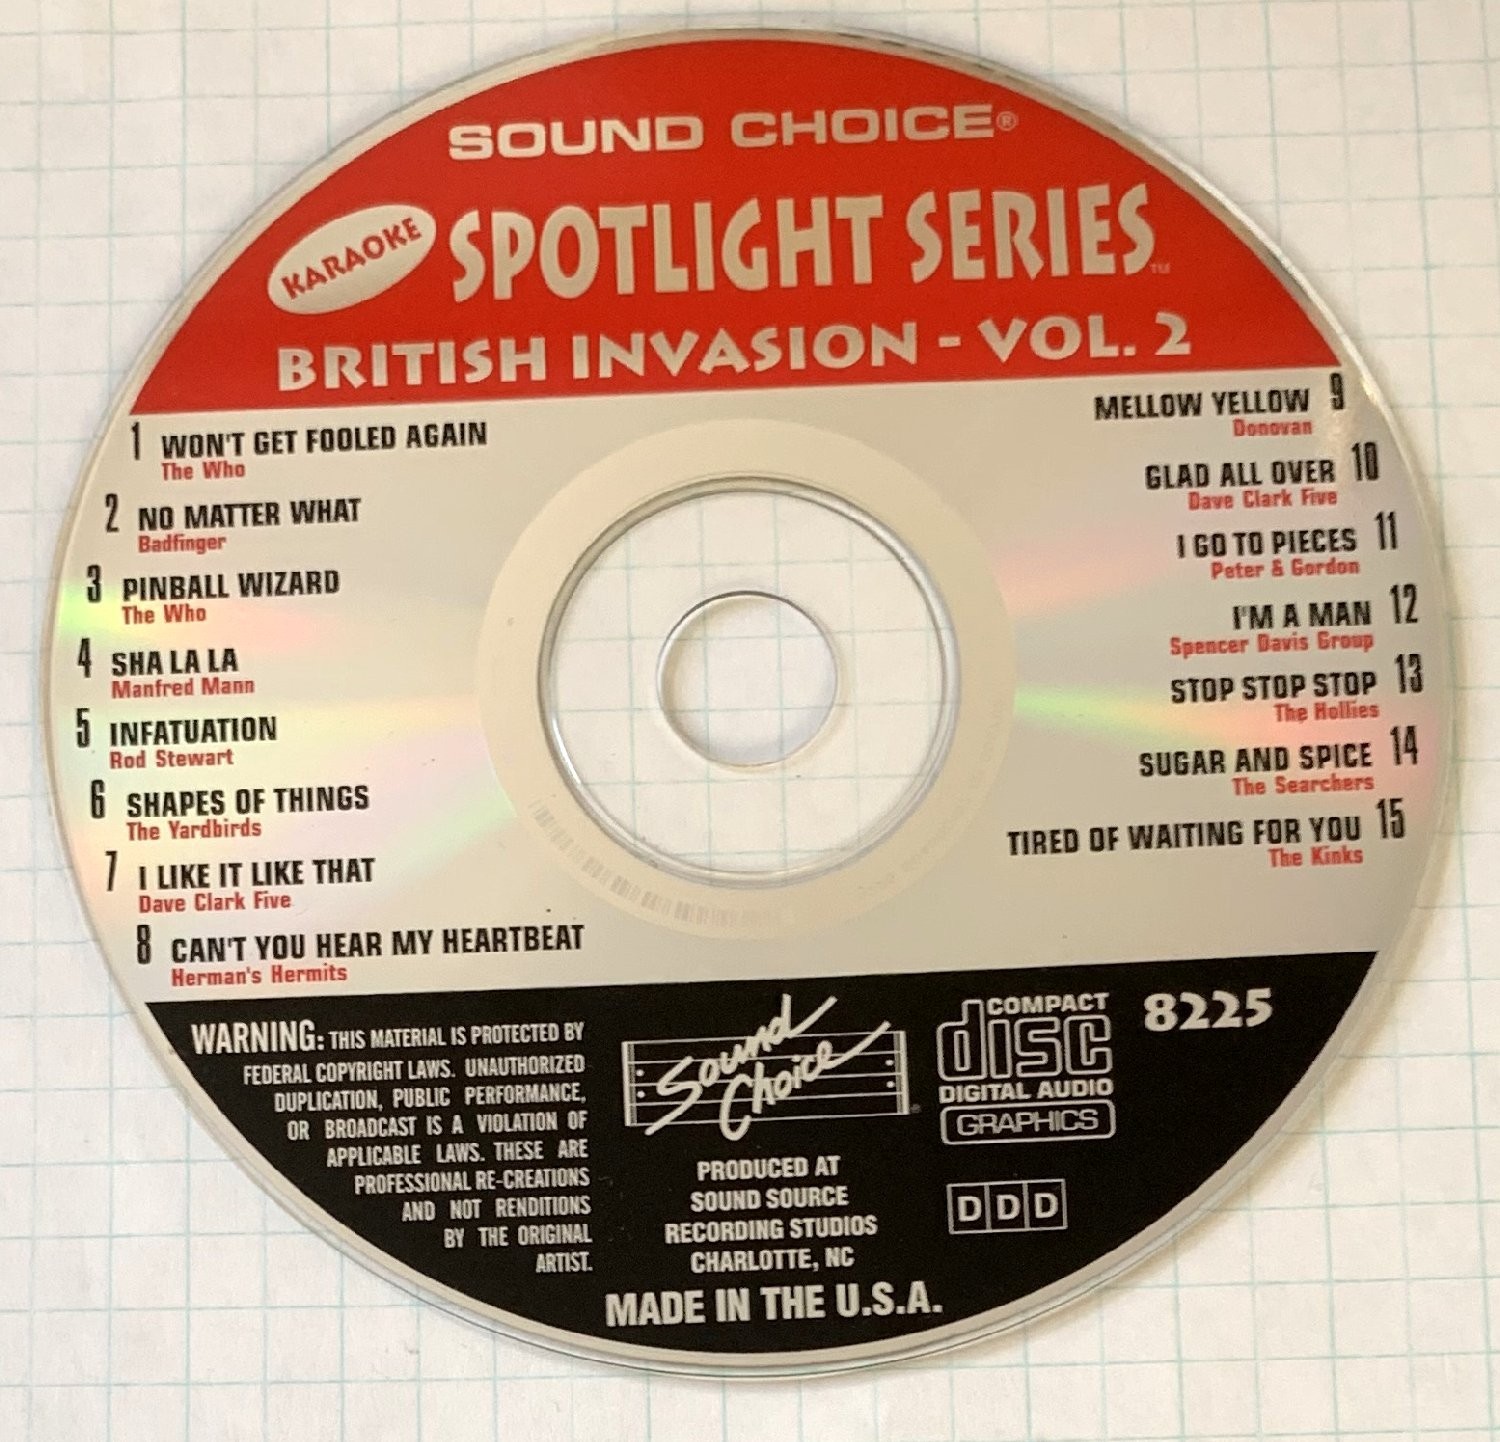 SOUND CHOICE®
KARAOKE
SPOTLIGHT SERIES™
BRITISH INVASION - VOL. 2
1 WON'T GET FOOLED AGAIN
The Who
2 NO MATTER WHAT
Badfinger
3 PINBALL WIZARD
The Who
4 SHA LA LA
Manfred Mann
5 INFATUATION
Rod Stewart
6 SHAPES OF THINGS
The Yardbirds
7 I LIKE IT LIKE THAT
Dave Clark Five
8 CAN'T YOU HEAR MY HEARTBEAT
Herman's Hermits
MELLOW YELLOW 9
Donovan
GLAD ALL OVER 10
Dave Clark Five
I GO TO PIECES 11
Peter & Gordon
I'M A MAN 12
Spencer Davis Group
STOP STOP STOP 13
The Hollies
SUGAR AND SPICE 14
The Searchers
TIRED OF WAITING FOR YOU 15
The Kinks
WARNING: THIS MATERIAL IS PROTECTED BY
FEDERAL COPYRIGHT LAWS. UNAUTHORIZED
DUPLICATION, PUBLIC PERFORMANCE,
OR BROADCAST IS A VIOLATION OF
APPLICABLE LAWS. THESE ARE
PROFESSIONAL RE-CREATIONS
AND NOT RENDITIONS
BY THE ORIGINAL
ARTIST.
Sound
Choice®
PRODUCED AT
SOUND SOURCE
RECORDING STUDIOS
CHARLOTTE, NC
MADE IN THE U.S.A.
COMPACT
disc
DIGITAL AUDIO
GRAPHICS
8225
DDD